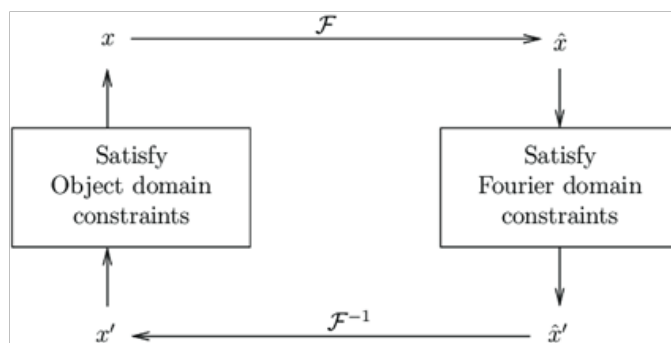 x
ℱ
x̂
Satisfy
Object domain
constraints
Satisfy
Fourier domain
constraints
x′
ℱ⁻¹
x̂′